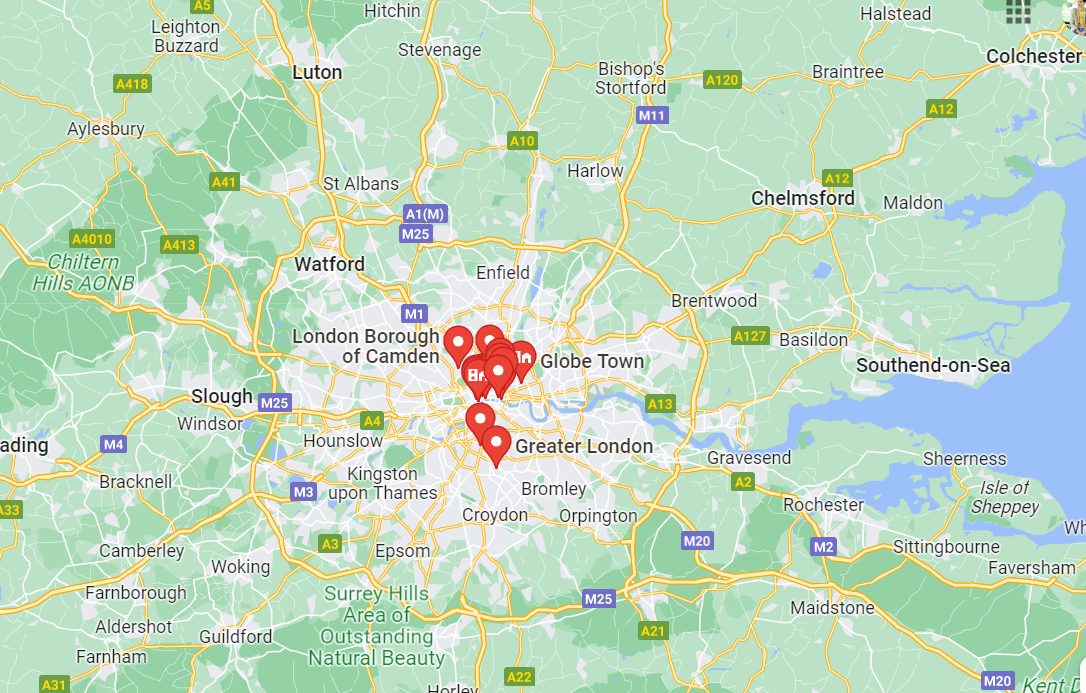 A5
Hitchin
Halstead
Leighton
Buzzard
Stevenage
Colchester
Luton
Bishop's
Stortford
A120
Braintree
A418
A12
M11
Aylesbury
A10
Harlow
A41
St Albans
A12
Chelmsford
Maldon
A1(M)
M25
A4010
A413
Chiltern
Hills AONB
Watford
Enfield
Brentwood
M1
London Borough
of Camden
A127
Basildon
Globe Town
Southend-on-Sea
Slough
M25
A13
Windsor
A4
Hounslow
ading
M4
Greater London
Gravesend
Sheerness
Kingston
upon Thames
Bracknell
M3
A2
Bromley
Isle of
Sheppey
A33
Croydon
Orpington
Rochester
Wh
A3
Camberley
Epsom
M20
M2
Sittingbourne
Woking
Faversham
Farnborough
Surrey Hills
Area of
Outstanding
Natural Beauty
M25
Maidstone
Aldershot
Guildford
A21
Farnham
A31
Horley
A22
M20
Kent D